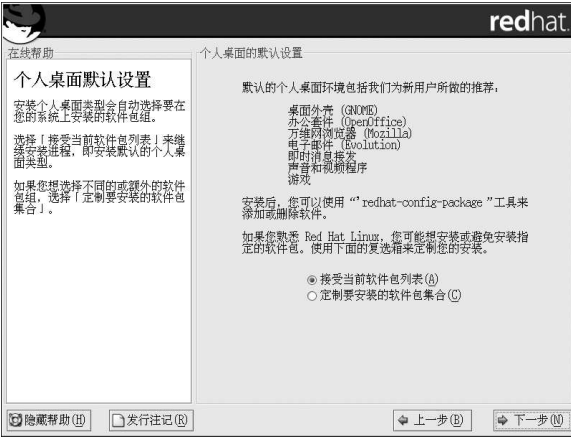 redhat.
在线帮助
个人桌面默认设置
安装个人桌面类型会自动选择要在
您的系统上安装的软件包组。
选择「接受当前软件包列表」来继
续安装进程，即安装默认的个人桌
面类型。
如果您想选择不同的或额外的软件
包组，选择「定制要安装的软件包
集合」。
个人桌面的默认设置
默认的个人桌面环境包括我们为新用户所做的推荐：
桌面外壳 (GNOME)
办公套件 (OpenOffice)
万维网浏览器 (Mozilla)
电子邮件 (Evolution)
即时消息接发
声音和视频程序
游戏
安装后，您可以使用“'redhat-config-package ”工具来
添加或删除软件。
如果您熟悉 Red Hat Linux，您可能想安装或避免安装指
定的软件包。使用下面的复选箱来定制您的安装。
接受当前软件包列表(A)
定制要安装的软件包集合(C)
隐藏帮助(H)
发行注记(R)
上一步(B)
下一步(N)